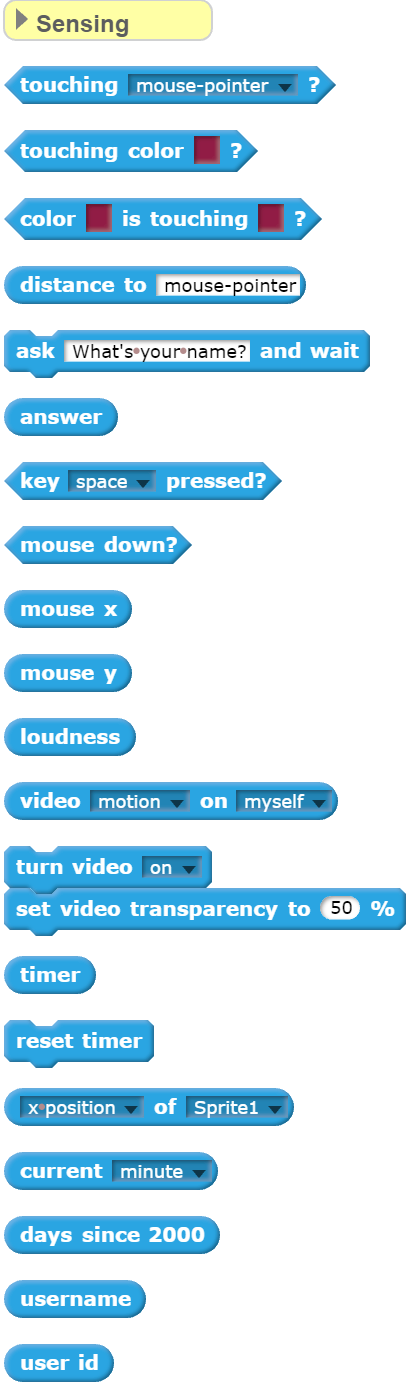 Sensing
touching mouse-pointer ?
touching color ?
color is touching ?
distance to mouse-pointer
ask What's•your•name? and wait
answer
key space pressed?
mouse down?
mouse x
mouse y
loudness
video motion on myself
turn video on
set video transparency to 50 %
timer
reset timer
x•position of Sprite1
current minute
days since 2000
username
user id